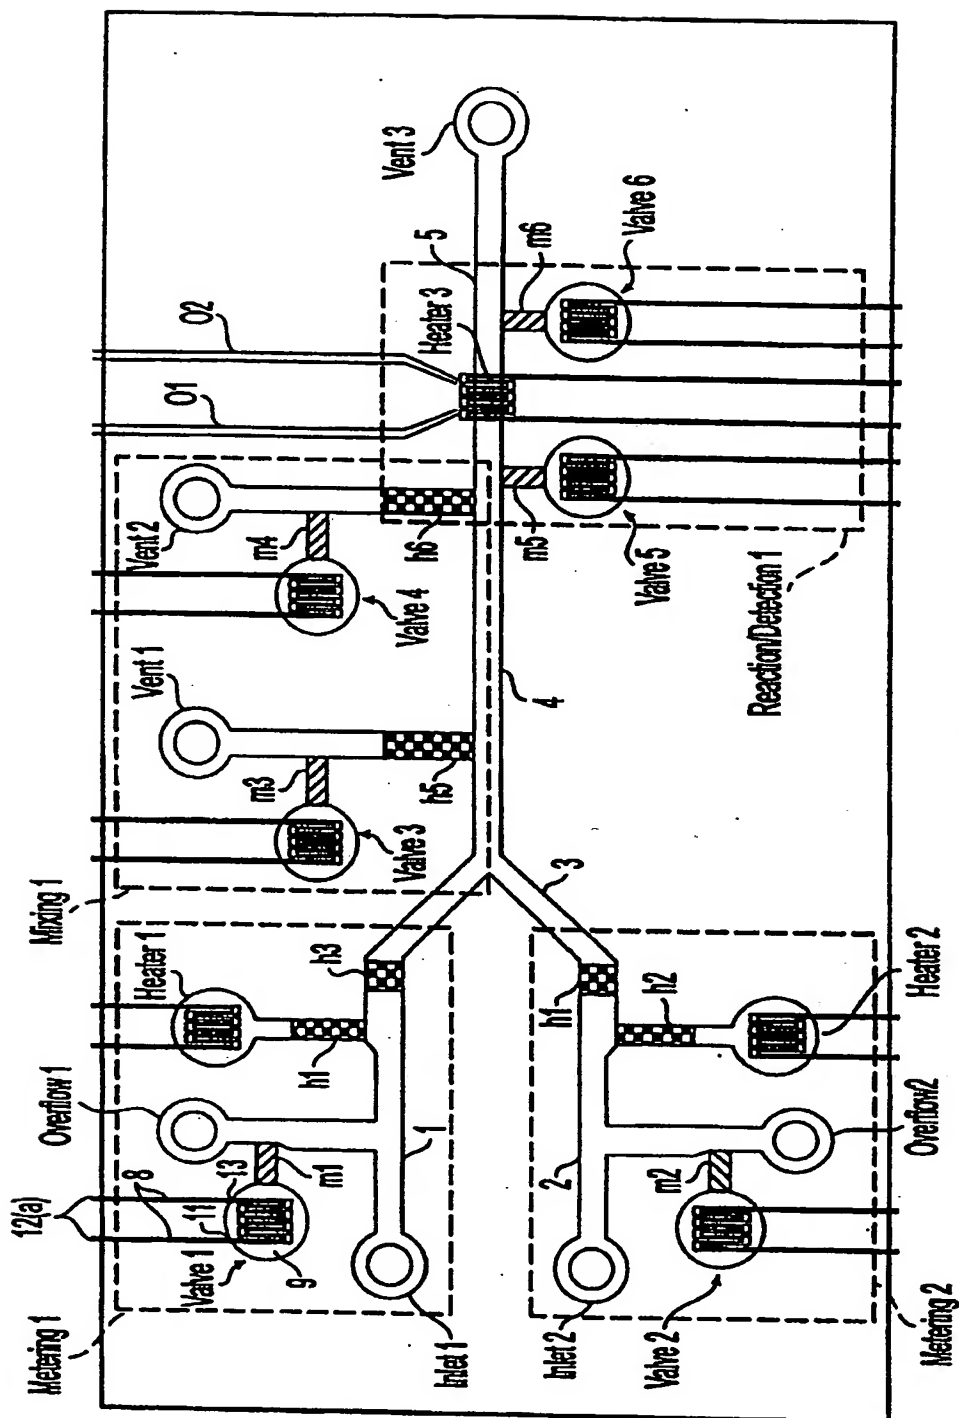 Vent 3
5
m6
Valve 6
Heater 3
O2
O1
Vent 2
m4
Valve 4
h6
m5
Valve 5
Reaction/Detection 1
Vent 1
m3
Valve 3
h5
4
Mixing 1
3
Heater 1
h3
h1
h1
h2
Heater 2
Overflow 1
1
m1
13
8
12(a)
11
9
Valve 1
2
m2
Overflow2
Metering 1
Inlet 1
Inlet 2
Valve 2
Metering 2